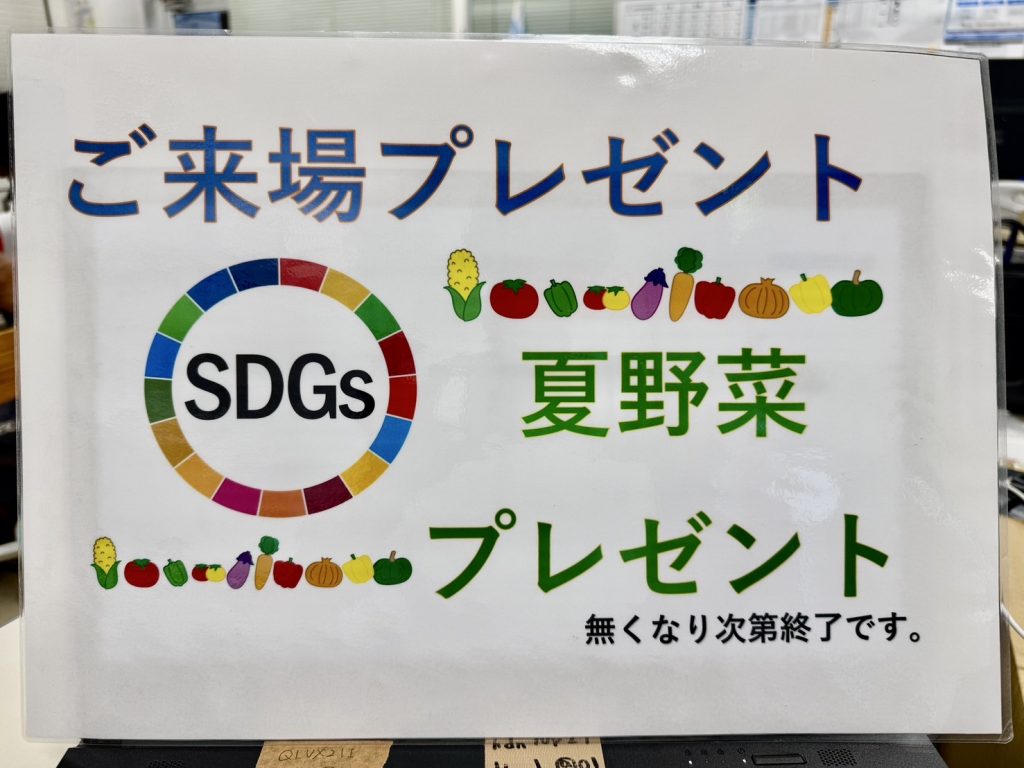 ご来場プレゼント
SDGs
夏野菜
プレゼント
無くなり次第終了です。